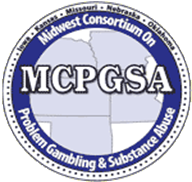 Iowa • Kansas • Missouri • Nebraska • Oklahoma
Midwest Consortium On
MCPGSA
Problem Gambling & Substance Abuse